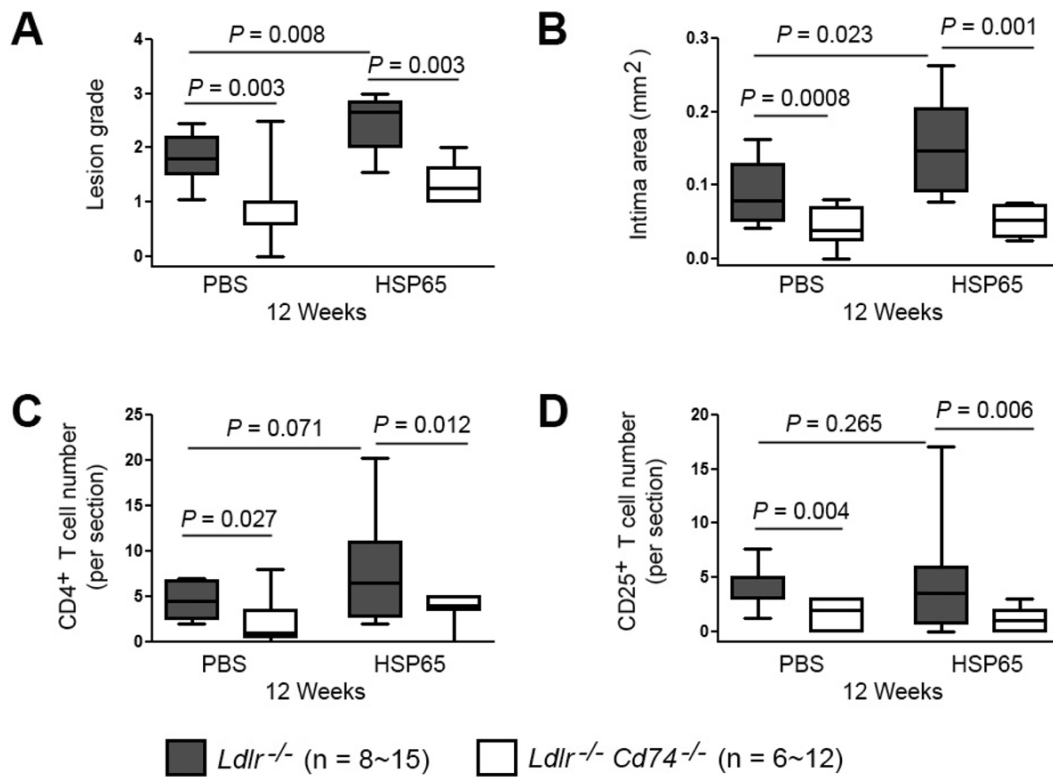 A
Lesion grade
4
3
2
1
0
P = 0.008
P = 0.003
P = 0.003
PBS
HSP65
12 Weeks
B
Intima area (mm²)
0.3
0.2
0.1
0.0
P = 0.023
P = 0.001
P = 0.0008
PBS
HSP65
12 Weeks
C
CD4⁺ T cell number
(per section)
25
20
15
10
5
0
P = 0.071
P = 0.012
P = 0.027
PBS
HSP65
12 Weeks
D
CD25⁺ T cell number
(per section)
20
15
10
5
0
P = 0.265
P = 0.006
P = 0.004
PBS
HSP65
12 Weeks
Ldlr⁻/⁻ (n = 8~15)
Ldlr⁻/⁻ Cd74⁻/⁻ (n = 6~12)